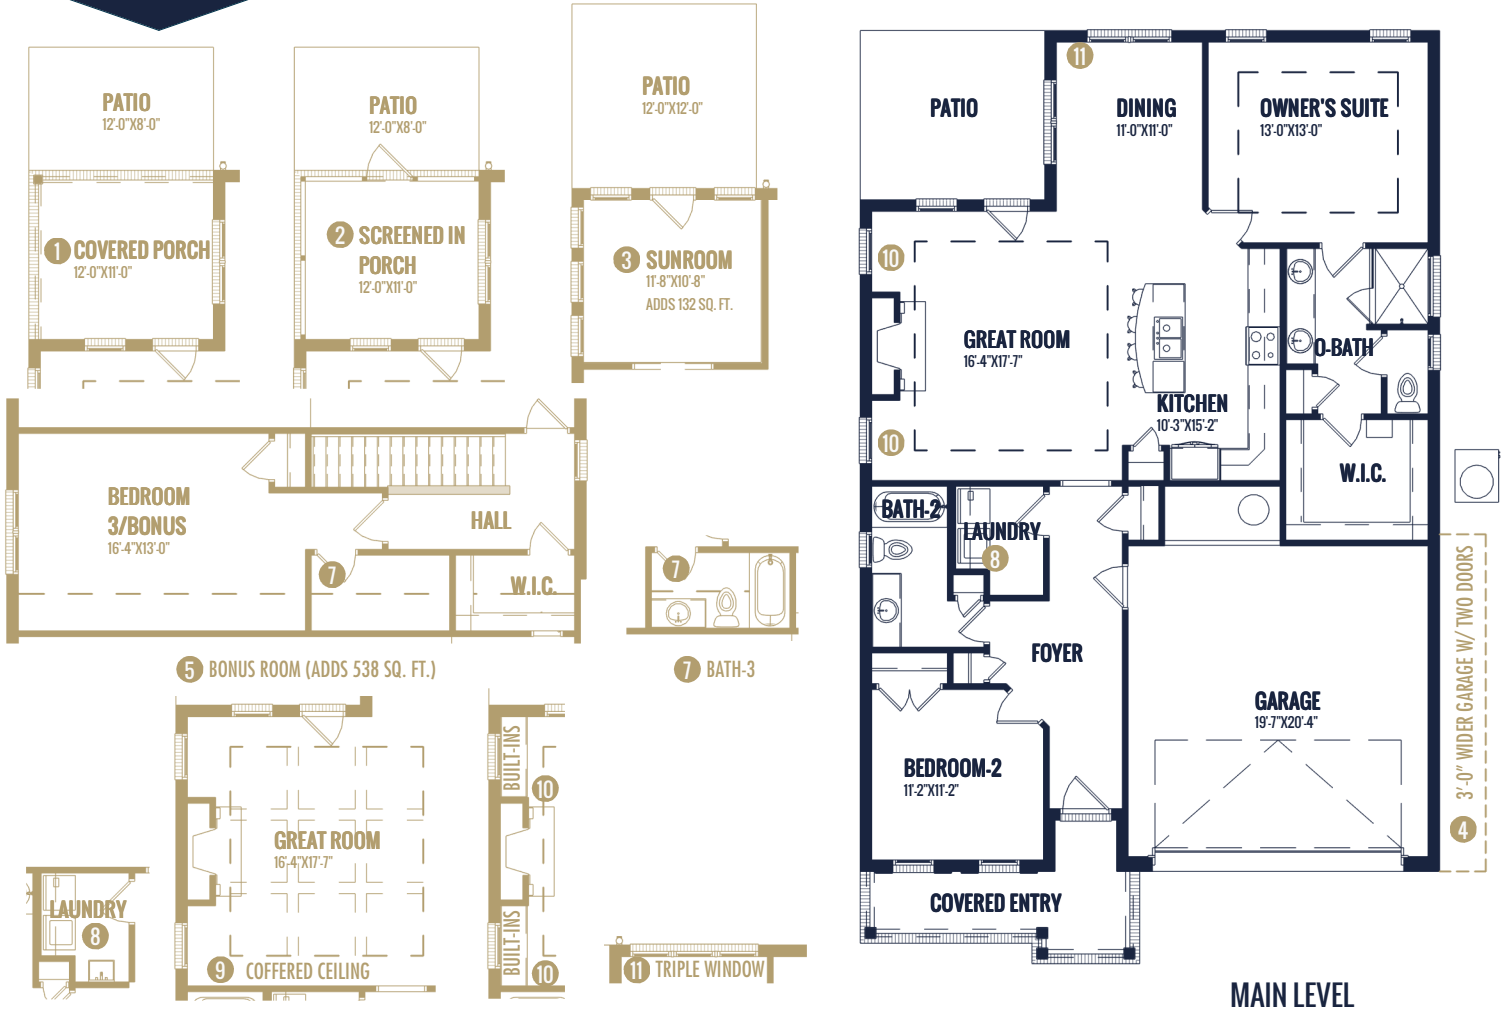 PATIO
12'-0"X8'-0"
1 COVERED PORCH
12'-0"X11'-0"
PATIO
12'-0"X8'-0"
2 SCREENED IN
PORCH
12'-0"X11'-0"
PATIO
12'-0"X12'-0"
3 SUNROOM
11'-8"X10'-8"
ADDS 132 SQ. FT.
BEDROOM
3/BONUS
16'-4"X13'-0"
HALL
7
W.I.C.
5 BONUS ROOM (ADDS 538 SQ. FT.)
7
7 BATH-3
GREAT ROOM
16'-4"X17'-7"
9 COFFERED CEILING
BUILT-INS
10
BUILT-INS
10
LAUNDRY
8
11 TRIPLE WINDOW
PATIO
11
DINING
11'-0"X11'-0"
OWNER'S SUITE
13'-0"X13'-0"
10
GREAT ROOM
16'-4"X17'-7"
O-BATH
KITCHEN
10'-3"X15'-2"
10
W.I.C.
BATH-2
LAUNDRY
8
FOYER
GARAGE
19'-7"X20'-4"
BEDROOM-2
11'-2"X11'-2"
COVERED ENTRY
4 3'-0" WIDER GARAGE W/ TWO DOORS
MAIN LEVEL